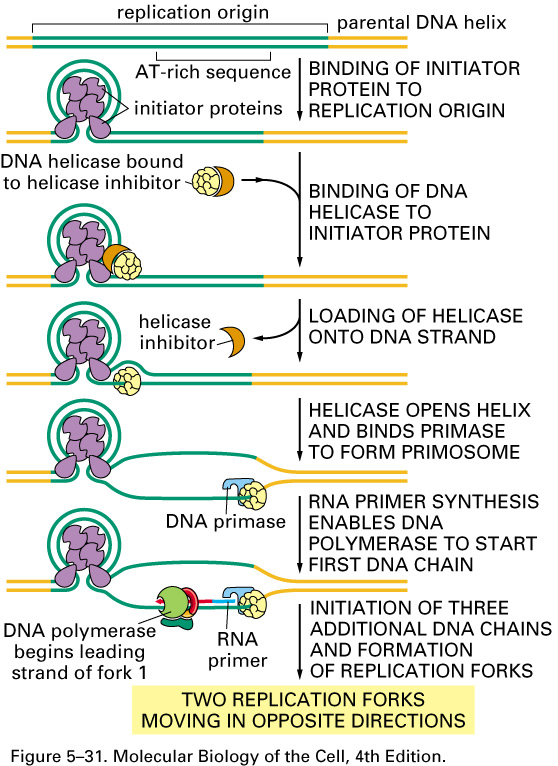 replication origin
parental DNA helix
AT-rich sequence
BINDING OF INITIATOR
PROTEIN TO
REPLICATION ORIGIN
initiator proteins
DNA helicase bound
to helicase inhibitor
BINDING OF DNA
HELICASE TO
INITIATOR PROTEIN
helicase
inhibitor
LOADING OF HELICASE
ONTO DNA STRAND
HELICASE OPENS HELIX
AND BINDS PRIMASE
TO FORM PRIMOSOME
DNA primase
RNA PRIMER SYNTHESIS
ENABLES DNA
POLYMERASE TO START
FIRST DNA CHAIN
DNA polymerase
begins leading
strand of fork 1
RNA
primer
INITIATION OF THREE
ADDITIONAL DNA CHAINS
AND FORMATION
OF REPLICATION FORKS
TWO REPLICATION FORKS
MOVING IN OPPOSITE DIRECTIONS
Figure 5–31. Molecular Biology of the Cell, 4th Edition.